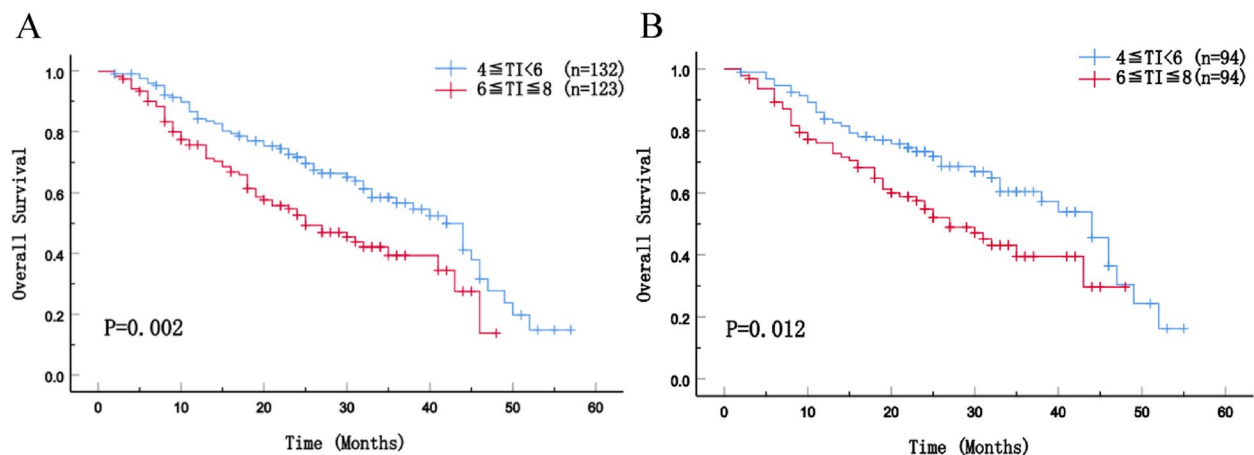 A
4≦TI<6 (n=132)
6≦TI≦8 (n=123)
1.0
0.8
0.6
0.4
0.2
0.0
Overall Survival
P=0.002
0 10 20 30 40 50 60
Time (Months)
B
4≦TI<6 (n=94)
6≦TI≦8(n=94)
1.0
0.8
0.6
0.4
0.2
0.0
Overall Survival
P=0.012
0 10 20 30 40 50 60
Time (Months)